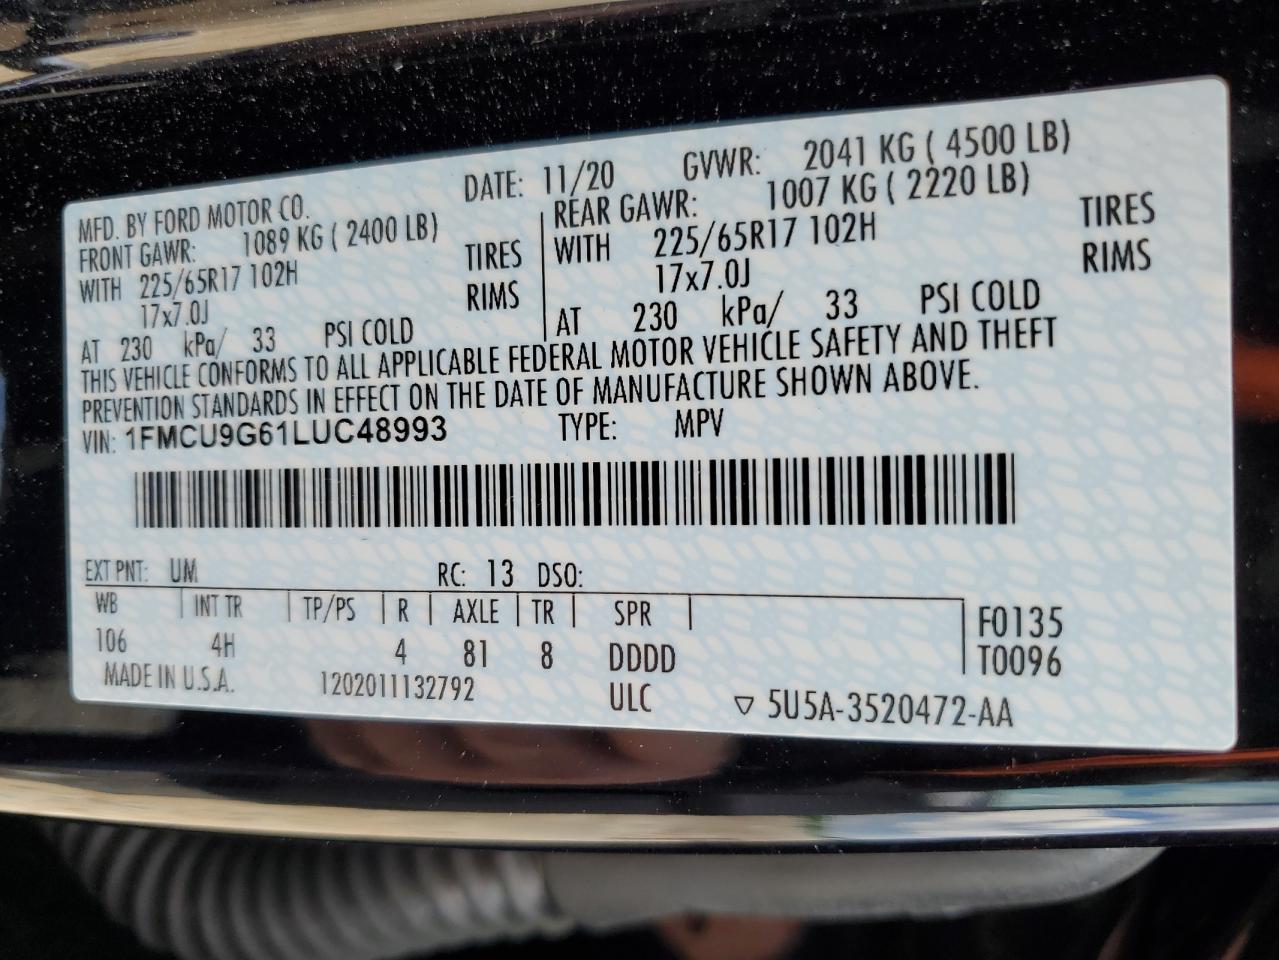 MFD. BY FORD MOTOR CO. DATE: 11/20 GVWR: 2041 KG ( 4500 LB)
FRONT GAWR: 1089 KG ( 2400 LB) REAR GAWR: 1007 KG ( 2220 LB)
WITH 225/65R17 102H TIRES WITH 225/65R17 102H TIRES
17x7.0J RIMS 17x7.0J RIMS
AT 230 kPa/ 33 PSI COLD AT 230 kPa/ 33 PSI COLD
THIS VEHICLE CONFORMS TO ALL APPLICABLE FEDERAL MOTOR VEHICLE SAFETY AND THEFT
PREVENTION STANDARDS IN EFFECT ON THE DATE OF MANUFACTURE SHOWN ABOVE.
VIN: 1FMCU9G61LUC48993 TYPE: MPV
EXT PNT: UM RC: 13 DSO:
WB INT TR TP/PS R AXLE TR SPR F0135
106 4H 4 81 8 DDDD T0096
MADE IN U.S.A. 1202011132792 ULC ▽ 5U5A-3520472-AA